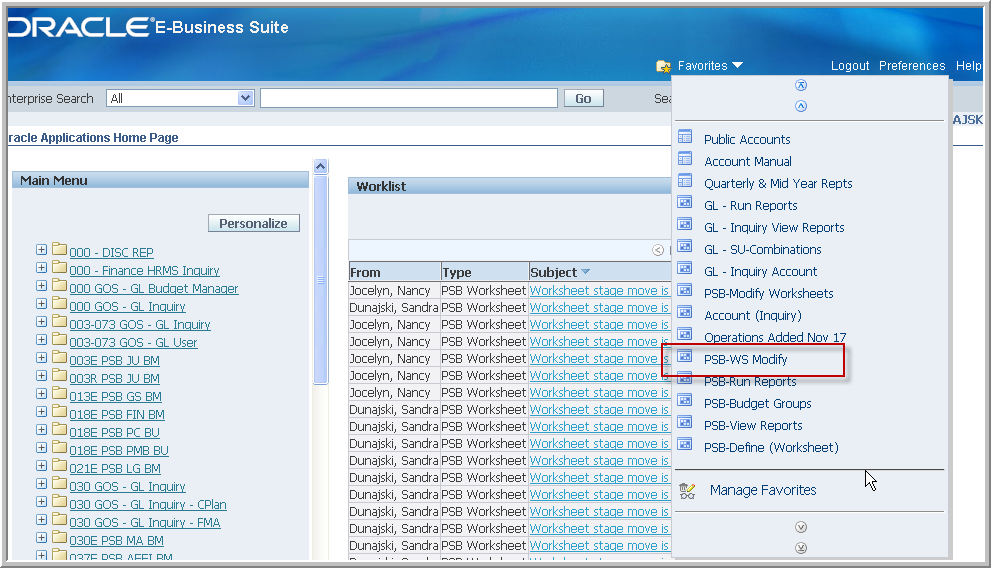 ORACLE® E-Business Suite
Favorites Logout Preferences Help
nterprise Search All Go Sea
AJSK
racle Applications Home Page
Main Menu
Personalize
000 - DISC REP
000 - Finance HRMS Inquiry
000 GOS - GL Budget Manager
000 GOS - GL Inquiry
003-073 GOS - GL Inquiry
003-073 GOS - GL User
003E PSB JU BM
003R PSB JU BM
013E PSB GS BM
018E PSB FIN BM
018E PSB PC BU
018E PSB PMB BU
021E PSB LG BM
030 GOS - GL Inquiry
030 GOS - GL Inquiry - CPlan
030 GOS - GL Inquiry - FMA
030E PSB MA BM
037E PSB AEEI BM
Worklist
From Type Subject
Jocelyn, Nancy PSB Worksheet Worksheet stage move is
Dunajski, Sandra PSB Worksheet Worksheet stage move is
Jocelyn, Nancy PSB Worksheet Worksheet stage move is
Jocelyn, Nancy PSB Worksheet Worksheet stage move is
Jocelyn, Nancy PSB Worksheet Worksheet stage move is
Jocelyn, Nancy PSB Worksheet Worksheet stage move is
Jocelyn, Nancy PSB Worksheet Worksheet stage move is
Dunajski, Sandra PSB Worksheet Worksheet stage move is
Dunajski, Sandra PSB Worksheet Worksheet stage move is
Dunajski, Sandra PSB Worksheet Worksheet stage move is
Dunajski, Sandra PSB Worksheet Worksheet stage move is
Dunajski, Sandra PSB Worksheet Worksheet stage move is
Dunajski, Sandra PSB Worksheet Worksheet stage move is
Dunajski, Sandra PSB Worksheet Worksheet stage move is
Dunajski, Sandra PSB Worksheet Worksheet stage move is
Dunajski, Sandra PSB Worksheet Worksheet stage move is
Public Accounts
Account Manual
Quarterly & Mid Year Repts
GL - Run Reports
GL - Inquiry View Reports
GL - SU-Combinations
GL - Inquiry Account
PSB-Modify Worksheets
Account (Inquiry)
Operations Added Nov 17
PSB-WS Modify
PSB-Run Reports
PSB-Budget Groups
PSB-View Reports
PSB-Define (Worksheet)
Manage Favorites